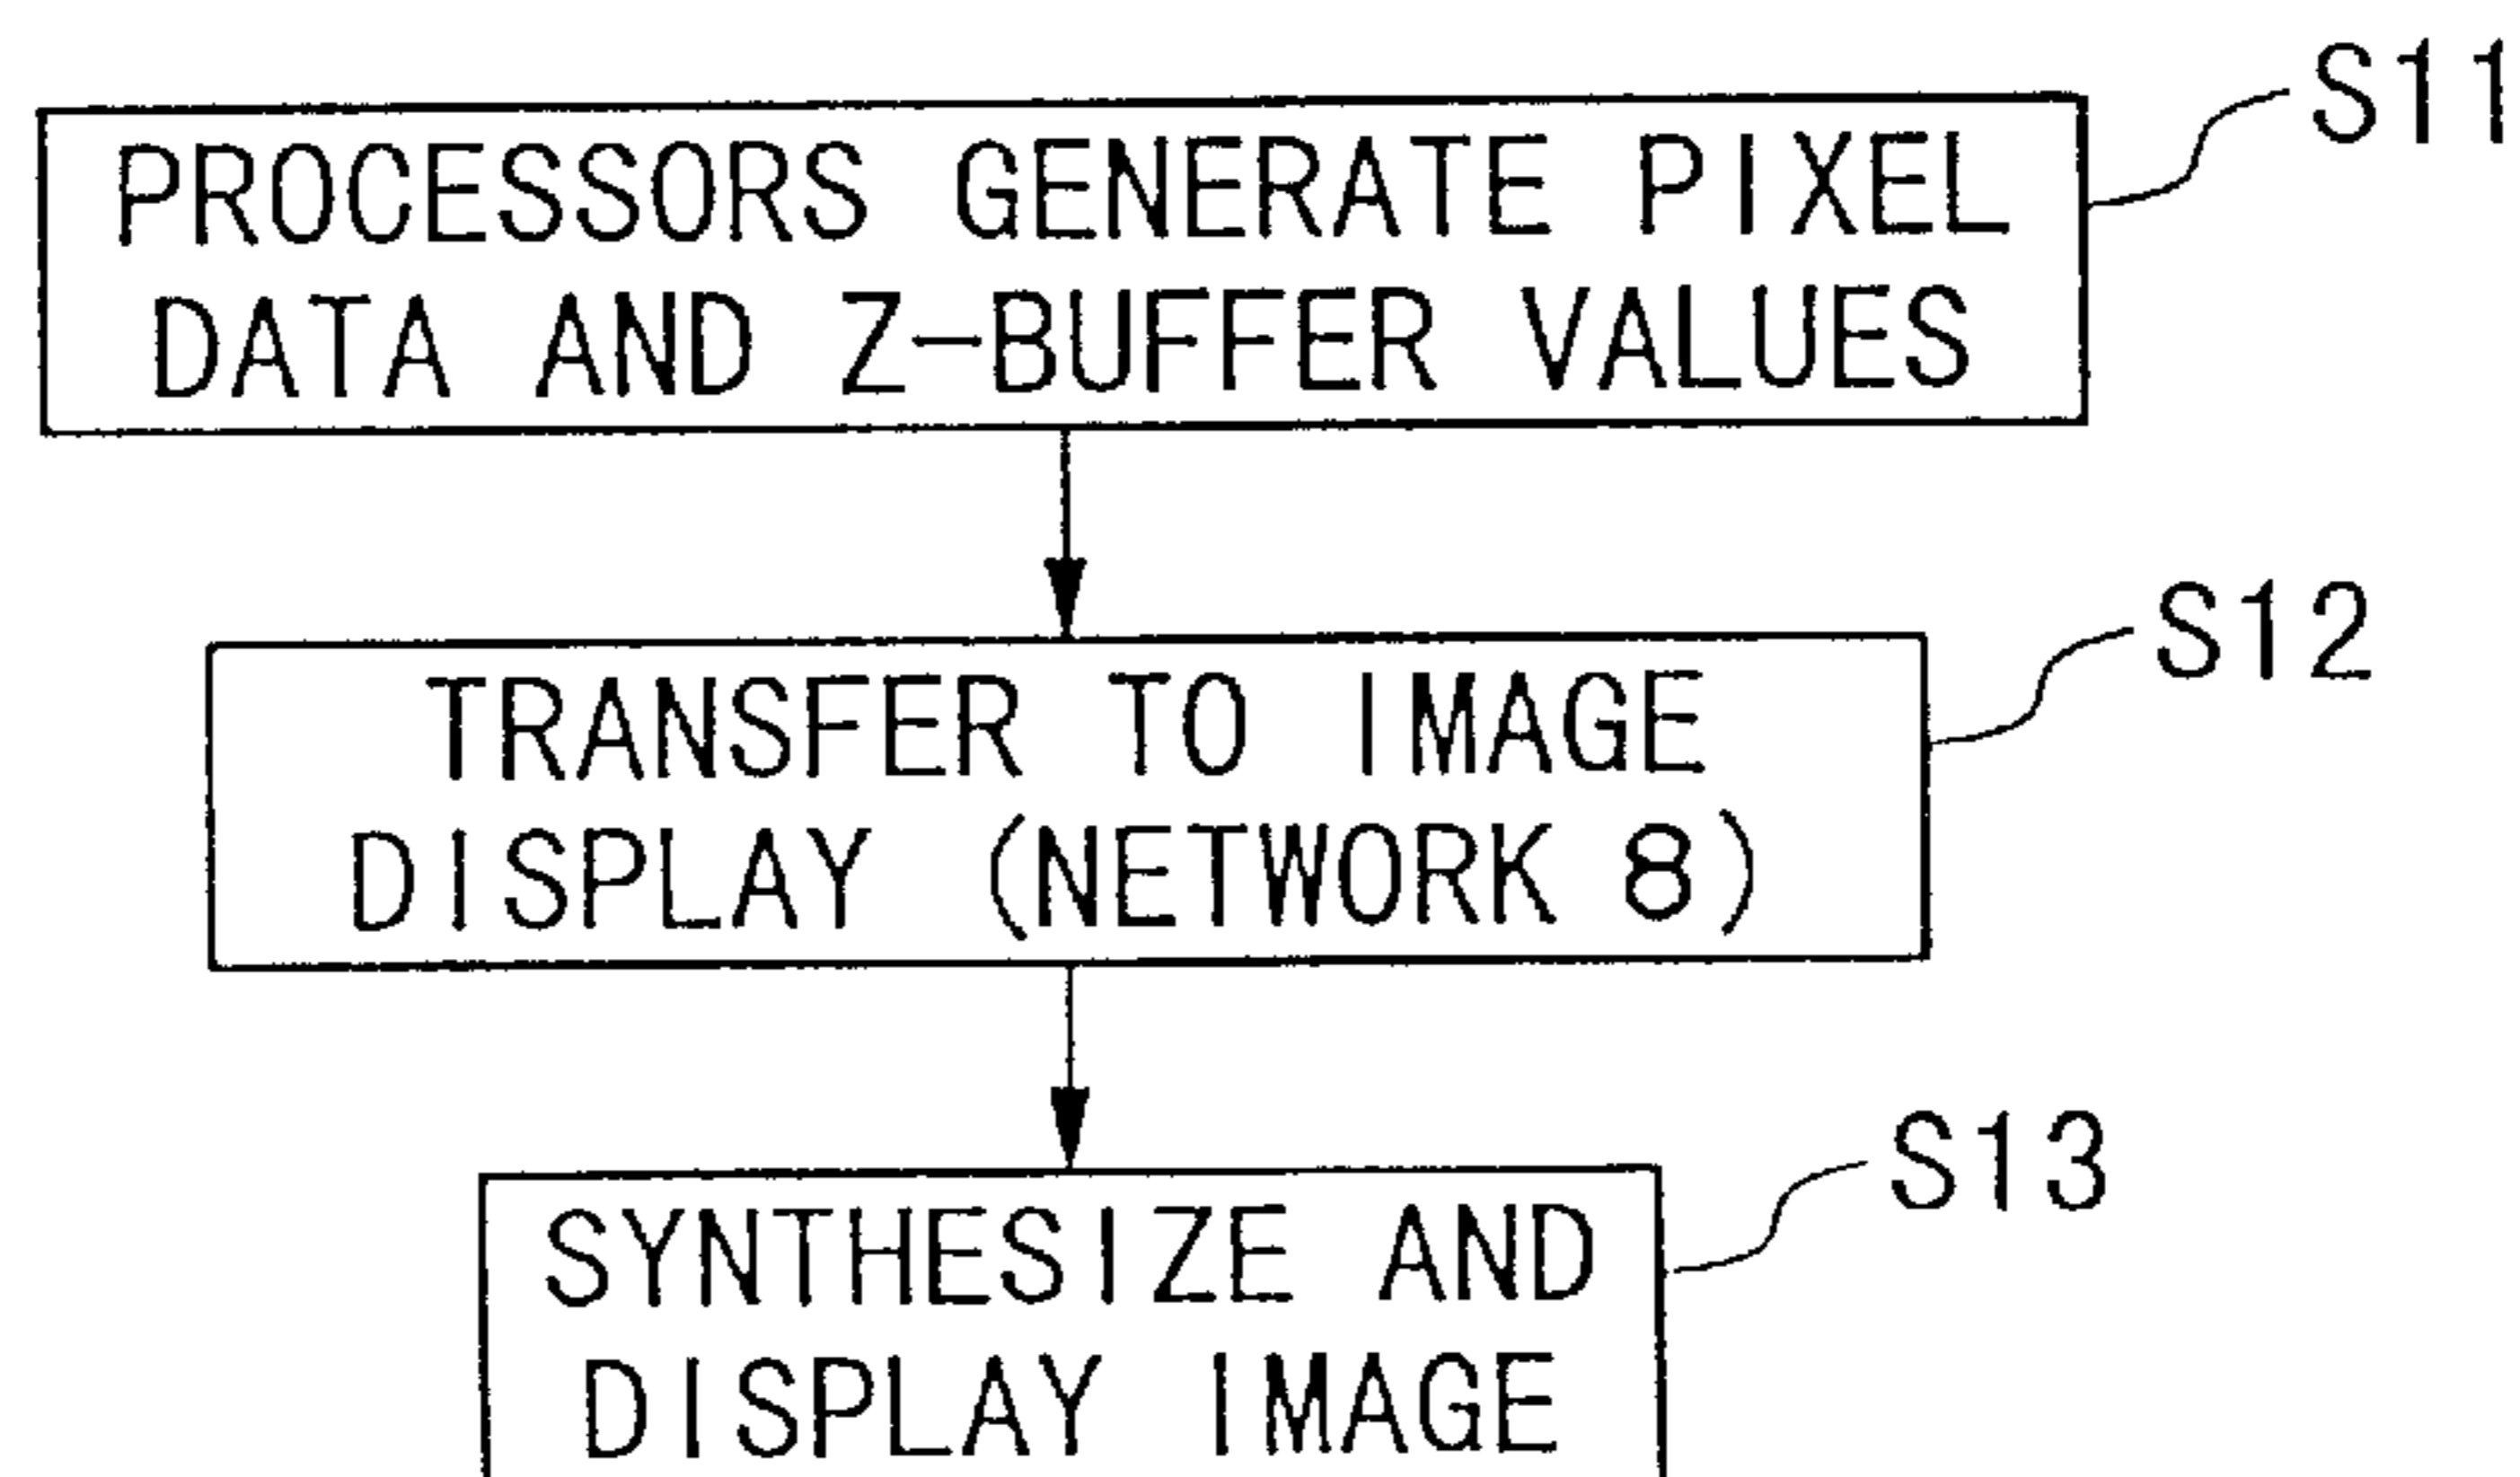 S11
PROCESSORS GENERATE PIXEL
DATA AND Z-BUFFER VALUES
S12
TRANSFER TO IMAGE
DISPLAY (NETWORK 8)
S13
SYNTHESIZE AND
DISPLAY IMAGE